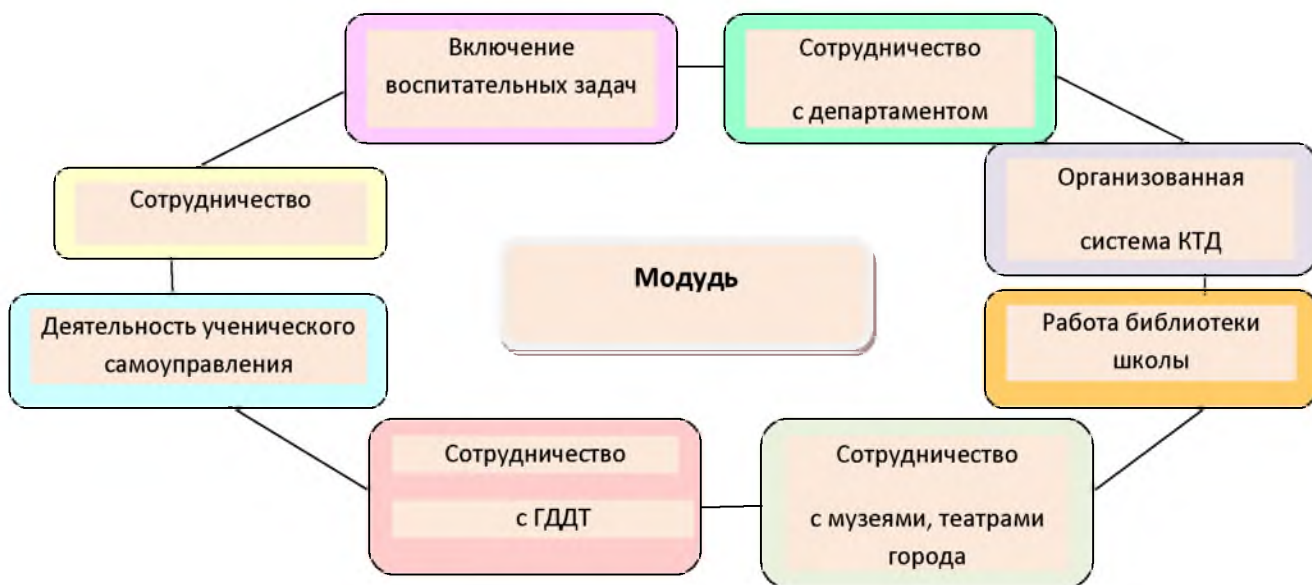 Включение
воспитательных задач
Сотрудничество
с департаментом
Сотрудничество
Организованная
система КТД
Модудь
Деятельность ученического
самоуправления
Работа библиотеки
школы
Сотрудничество
с ГДДТ
Сотрудничество
с музеями, театрами
города